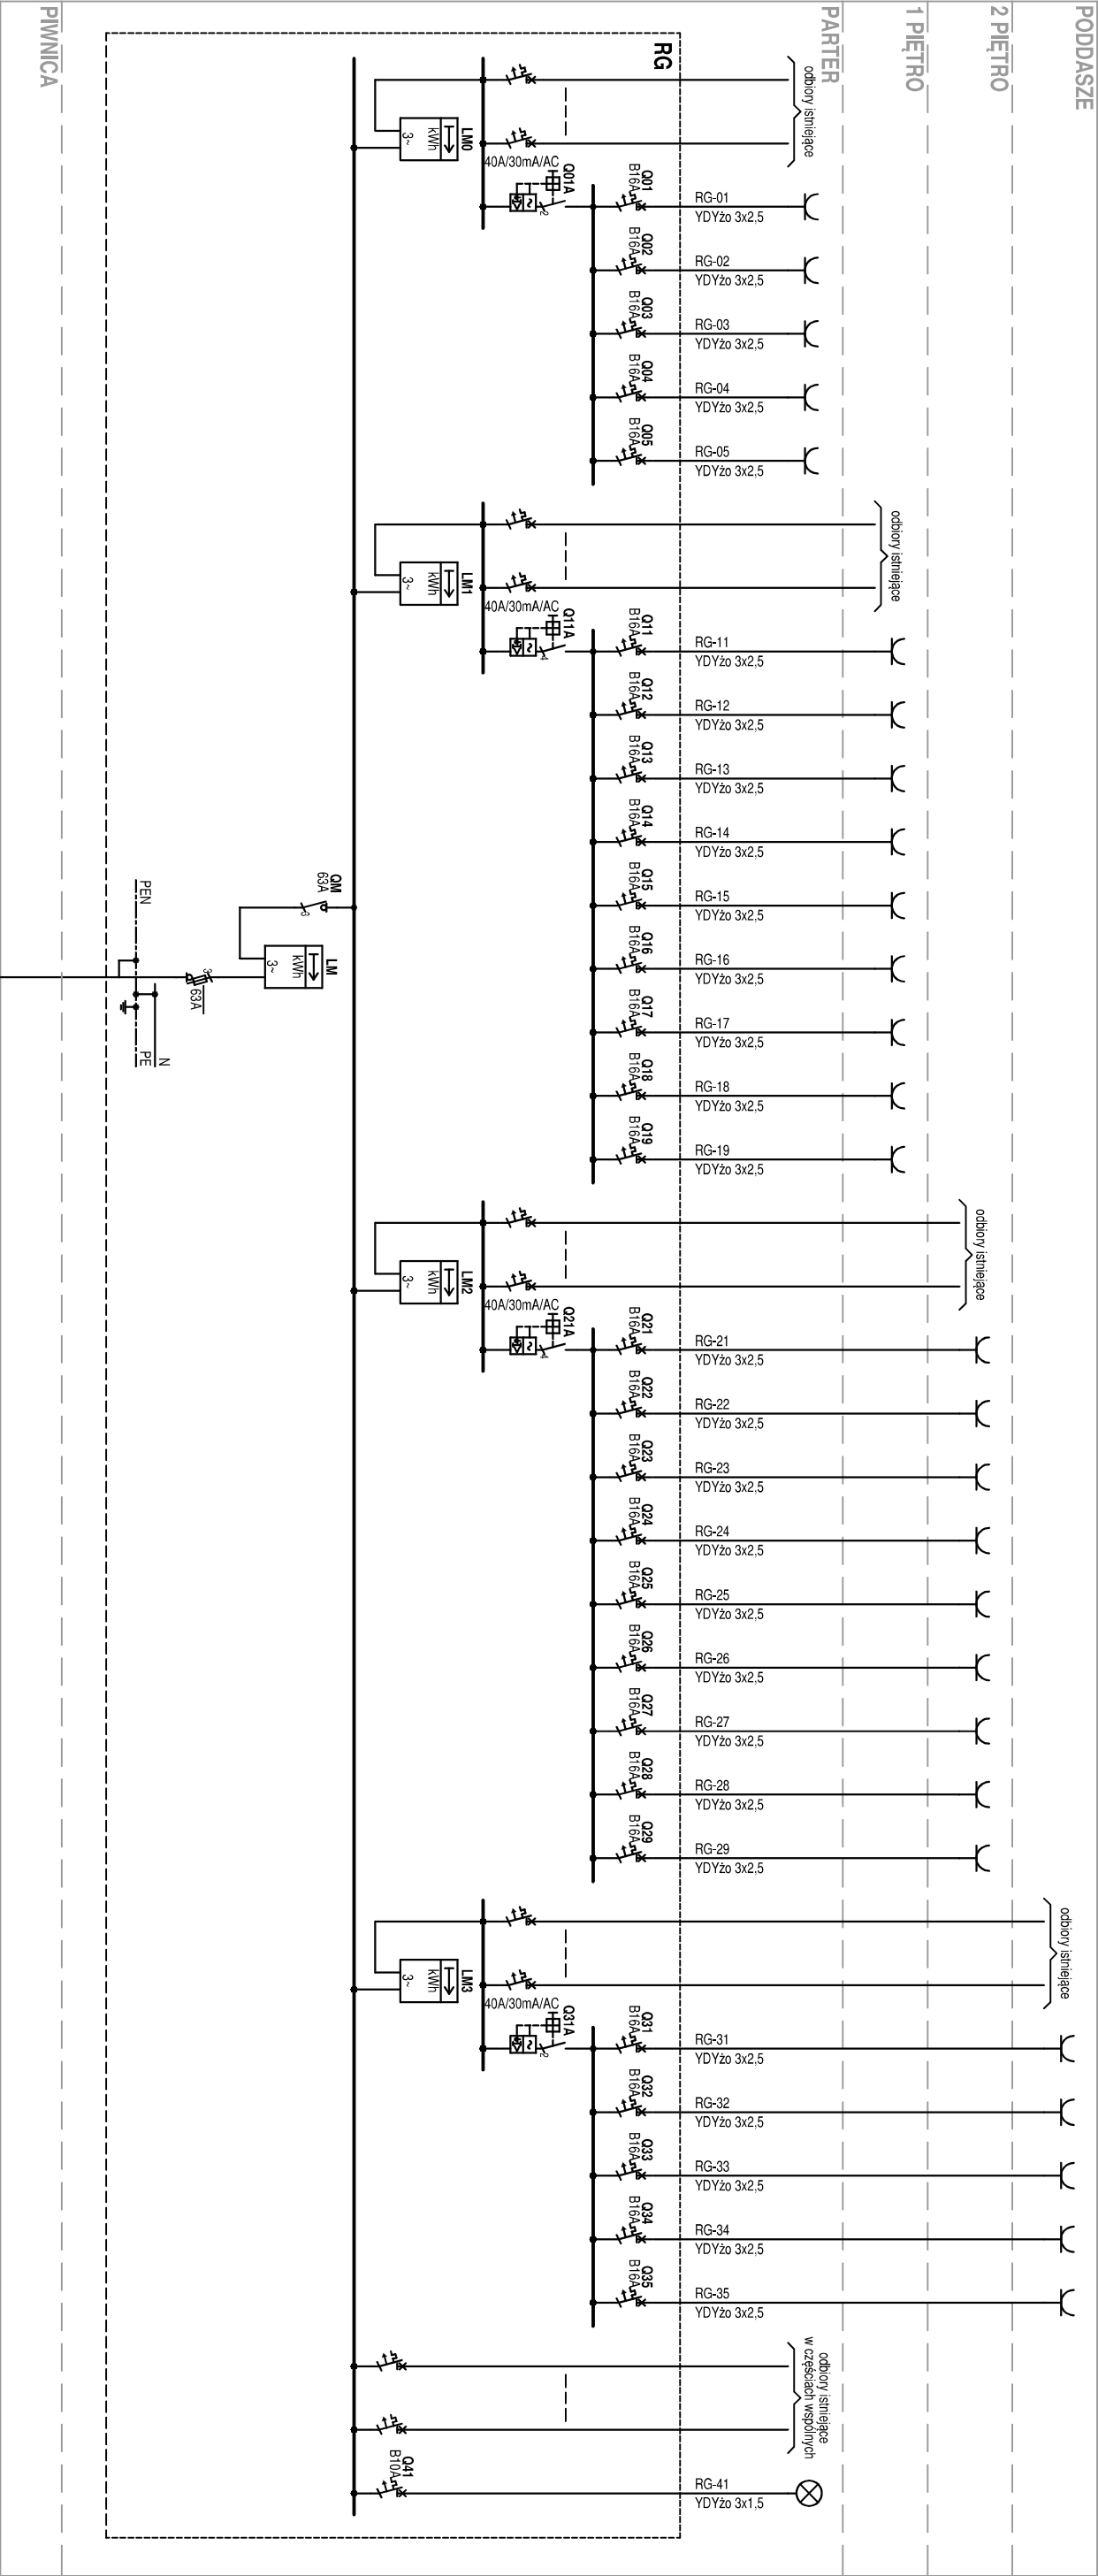 PODDASZE
2 PIĘTRO
1 PIĘTRO
PARTER
PIWNICA
RG
odbiory istniejące
LM0
kWh
3~
40A/30mA/AC
Q01A
2
Q01
B16A
RG-01
YDYżo 3x2,5
Q02
B16A
RG-02
YDYżo 3x2,5
Q03
B16A
RG-03
YDYżo 3x2,5
Q04
B16A
RG-04
YDYżo 3x2,5
Q05
B16A
RG-05
YDYżo 3x2,5
odbiory istniejące
LM1
kWh
3~
40A/30mA/AC
Q11A
4
Q11
B16A
RG-11
YDYżo 3x2,5
Q12
B16A
RG-12
YDYżo 3x2,5
Q13
B16A
RG-13
YDYżo 3x2,5
Q14
B16A
RG-14
YDYżo 3x2,5
Q15
B16A
RG-15
YDYżo 3x2,5
Q16
B16A
RG-16
YDYżo 3x2,5
Q17
B16A
RG-17
YDYżo 3x2,5
Q18
B16A
RG-18
YDYżo 3x2,5
Q19
B16A
RG-19
YDYżo 3x2,5
QM
63A
3
LM
kWh
3~
3
63A
PEN
N
PE
odbiory istniejące
LM2
kWh
3~
40A/30mA/AC
Q21A
4
Q21
B16A
RG-21
YDYżo 3x2,5
Q22
B16A
RG-22
YDYżo 3x2,5
Q23
B16A
RG-23
YDYżo 3x2,5
Q24
B16A
RG-24
YDYżo 3x2,5
Q25
B16A
RG-25
YDYżo 3x2,5
Q26
B16A
RG-26
YDYżo 3x2,5
Q27
B16A
RG-27
YDYżo 3x2,5
Q28
B16A
RG-28
YDYżo 3x2,5
Q29
B16A
RG-29
YDYżo 3x2,5
odbiory istniejące
LM3
kWh
3~
40A/30mA/AC
Q31A
2
Q31
B16A
RG-31
YDYżo 3x2,5
Q32
B16A
RG-32
YDYżo 3x2,5
Q33
B16A
RG-33
YDYżo 3x2,5
Q34
B16A
RG-34
YDYżo 3x2,5
Q35
B16A
RG-35
YDYżo 3x2,5
odbiory istniejące
w częściach wspólnych
Q41
B10A
RG-41
YDYżo 3x1,5